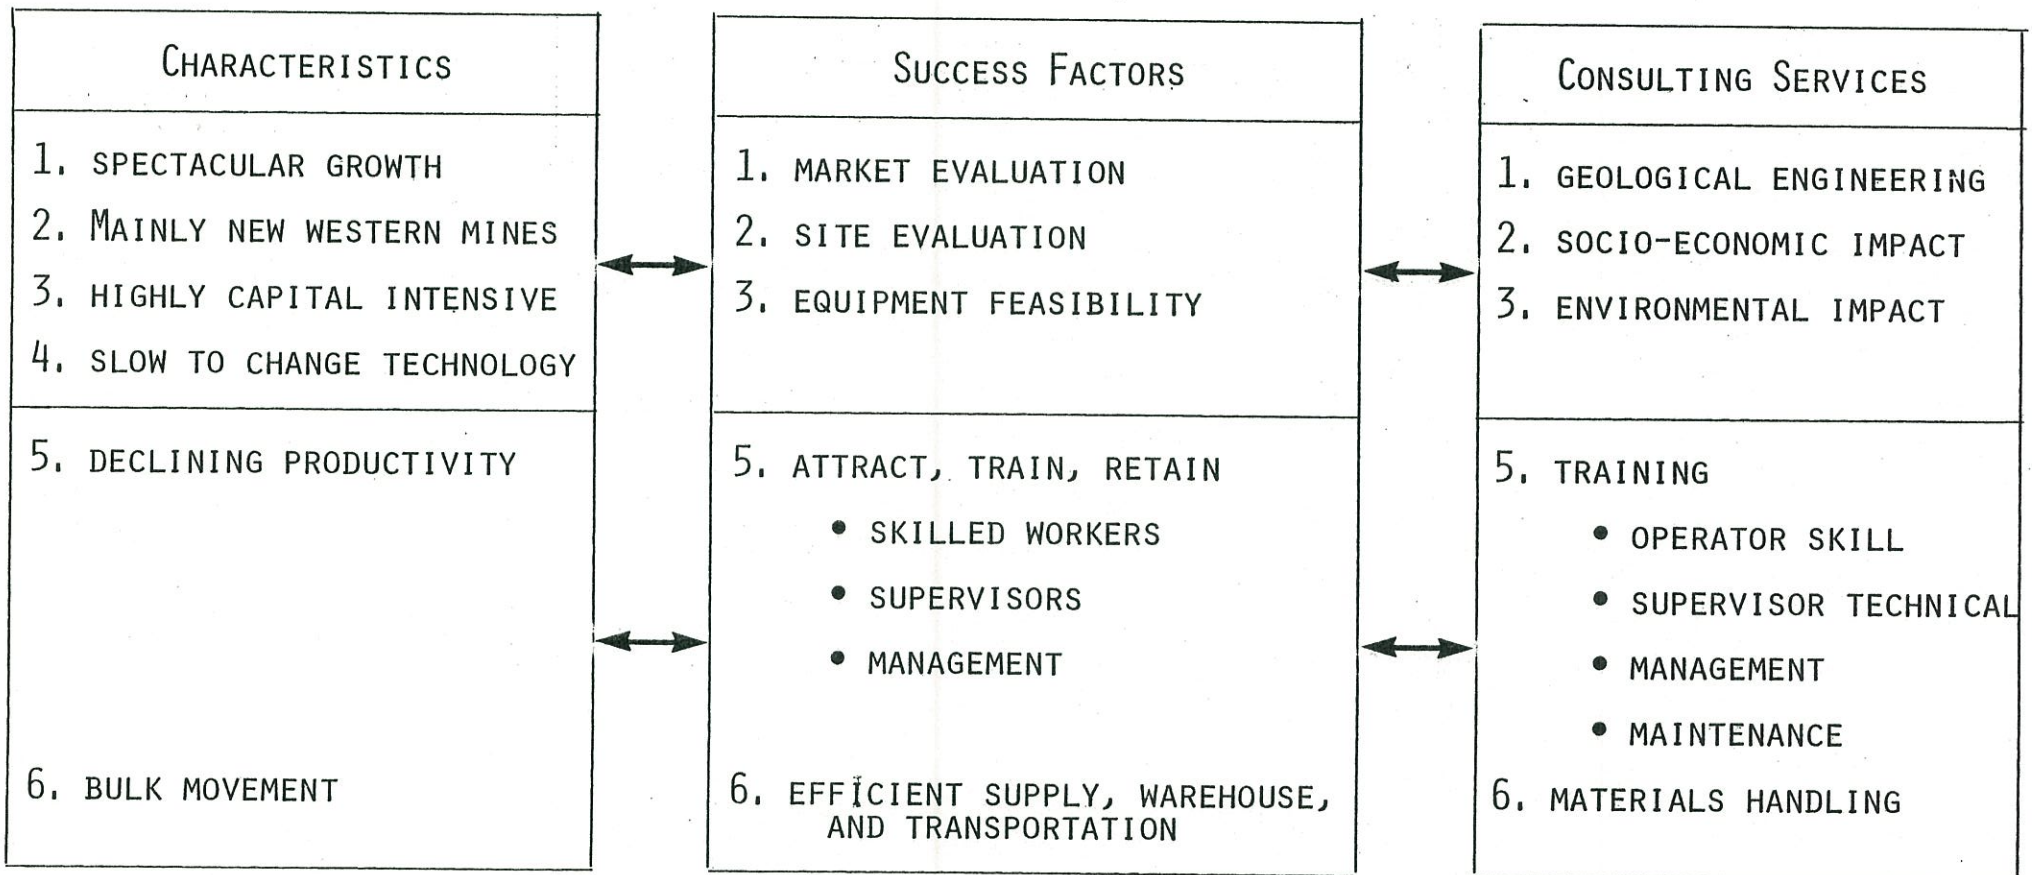 CHARACTERISTICS
1. SPECTACULAR GROWTH
2. MAINLY NEW WESTERN MINES
3. HIGHLY CAPITAL INTENSIVE
4. SLOW TO CHANGE TECHNOLOGY
5. DECLINING PRODUCTIVITY
6. BULK MOVEMENT
SUCCESS FACTORS
1. MARKET EVALUATION
2. SITE EVALUATION
3. EQUIPMENT FEASIBILITY
5. ATTRACT, TRAIN, RETAIN
• SKILLED WORKERS
• SUPERVISORS
• MANAGEMENT
6. EFFICIENT SUPPLY, WAREHOUSE,
AND TRANSPORTATION
CONSULTING SERVICES
1. GEOLOGICAL ENGINEERING
2. SOCIO-ECONOMIC IMPACT
3. ENVIRONMENTAL IMPACT
5. TRAINING
• OPERATOR SKILL
• SUPERVISOR TECHNICAL
• MANAGEMENT
• MAINTENANCE
6. MATERIALS HANDLING